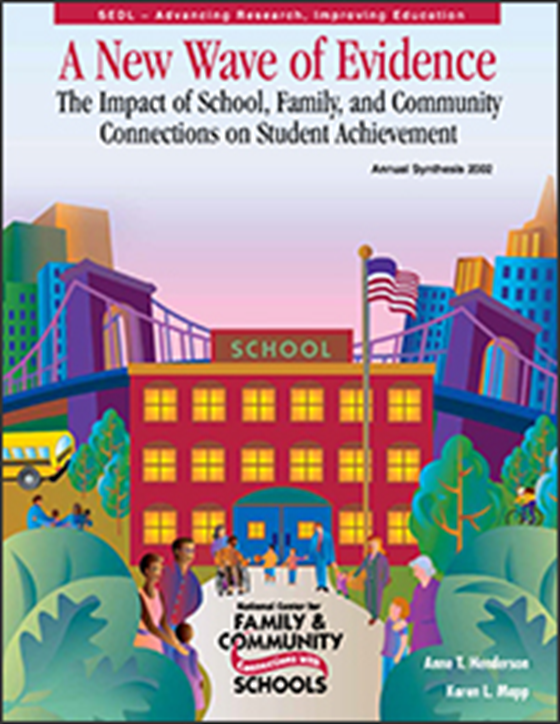 SEDL – Advancing Research, Improving Education
A New Wave of Evidence
The Impact of School, Family, and Community
Connections on Student Achievement
Annual Synthesis 2002
SCHOOL
National Center for
FAMILY &
COMMUNITY
Connections with
SCHOOLS
Anne T. Henderson
Karen L. Mapp